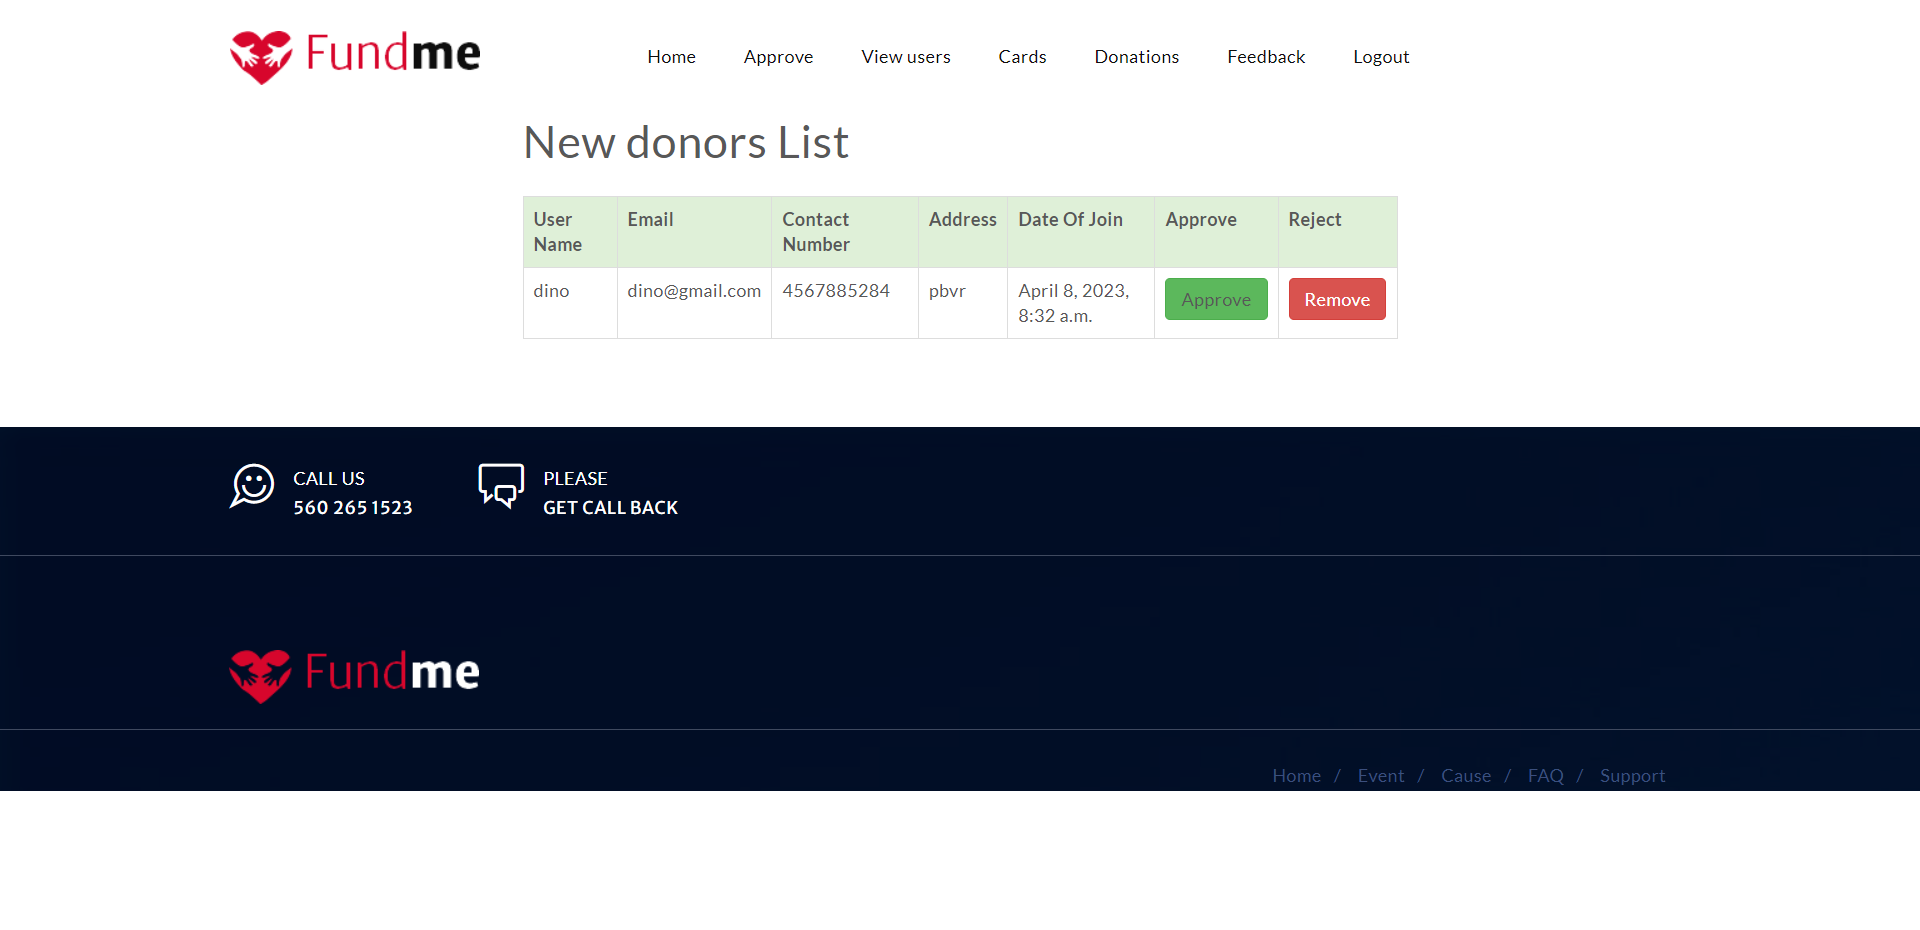 Fundme
Home Approve View users Cards Donations Feedback Logout
New donors List
User Name Email Contact Number Address Date Of Join Approve Reject
dino dino@gmail.com 4567885284 pbvr April 8, 2023, 8:32 a.m. Approve Remove
CALL US
560 265 1523
PLEASE
GET CALL BACK
Fundme
Home / Event / Cause / FAQ / Support